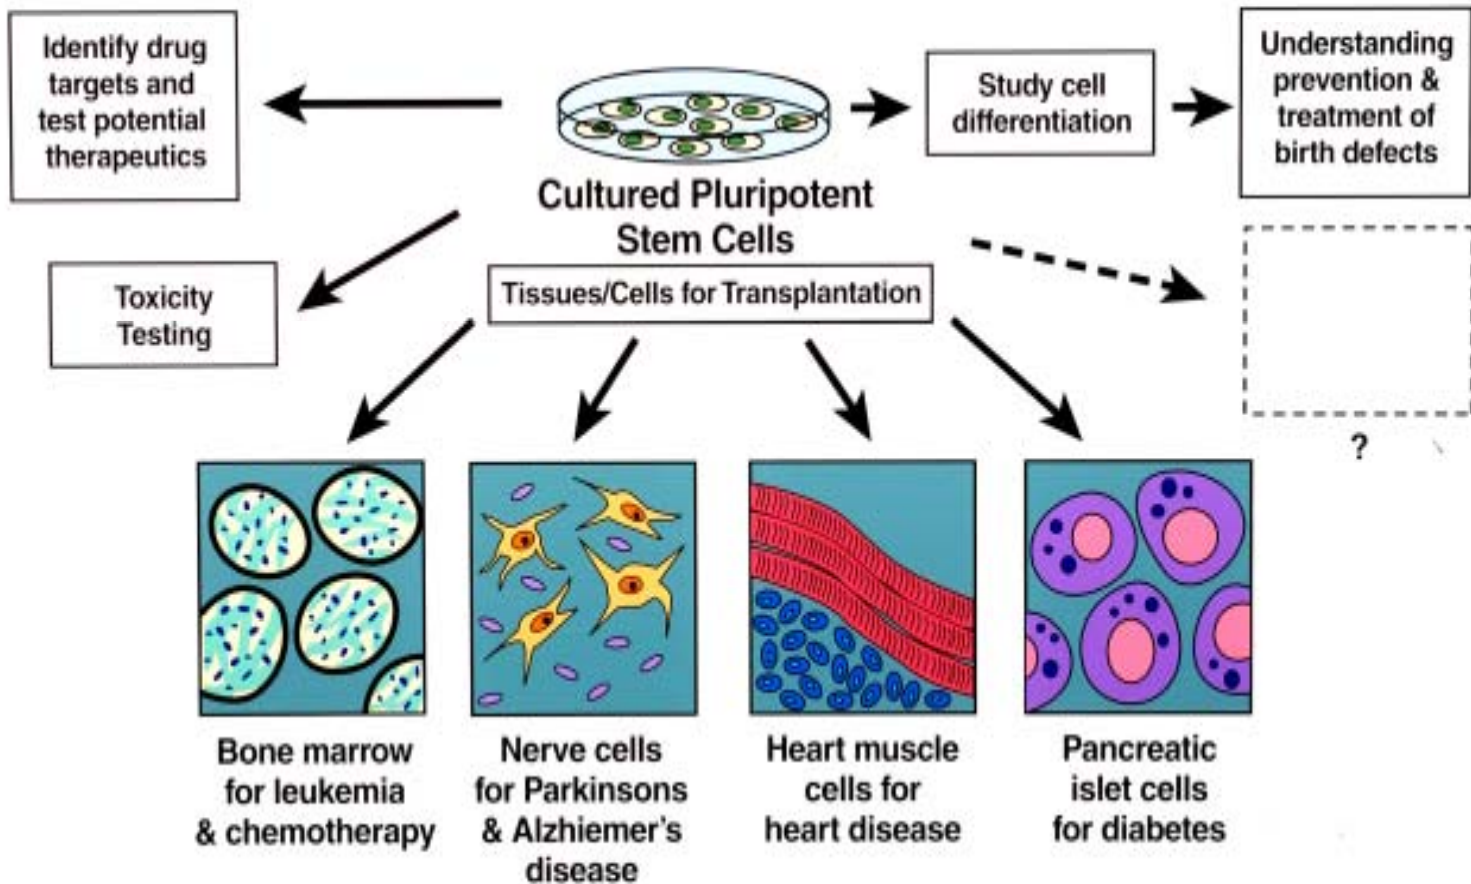 Identify drug
targets and
test potential
therapeutics
Study cell
differentiation
Understanding
prevention &
treatment of
birth defects
Cultured Pluripotent
Stem Cells
Toxicity
Testing
Tissues/Cells for Transplantation
?
Bone marrow
for leukemia
& chemotherapy
Nerve cells
for Parkinsons
& Alzhiemer's
disease
Heart muscle
cells for
heart disease
Pancreatic
islet cells
for diabetes